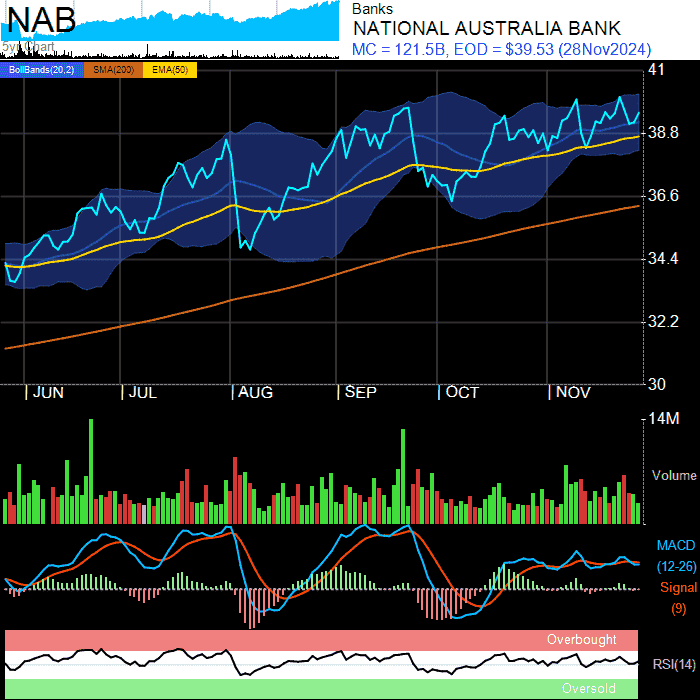 NAB
5yr Chart
Banks
NATIONAL AUSTRALIA BANK
MC = 121.5B, EOD = $39.53 (28Nov2024)
BollBands(20,2) SMA(200) EMA(50)
41
38.8
36.6
34.4
32.2
30
JUN JUL AUG SEP OCT NOV
14M
Volume
MACD
(12-26)
Signal
(9)
Overbought
RSI(14)
Oversold